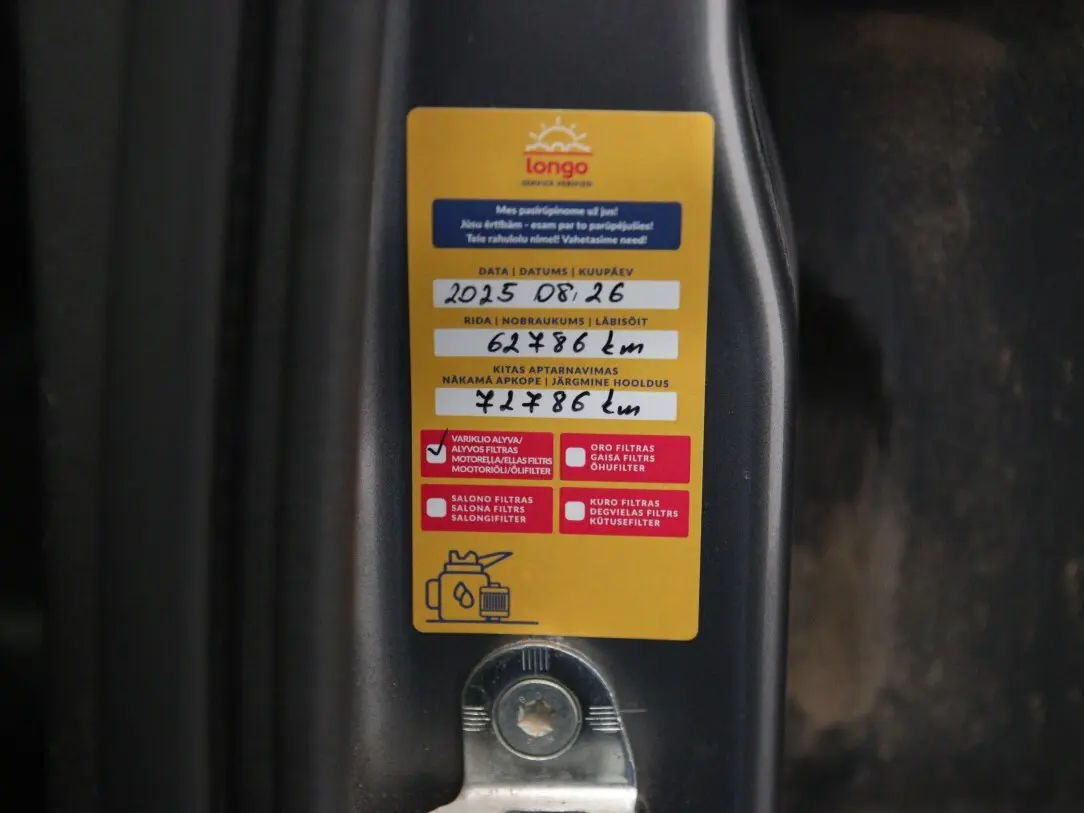 longo
SERVICE SERVISS
Mes pasirūpinome už jus!
Jūsu ērtībām - esam par to parūpējušies!
Teie rahulolu nimel! Vahetasime need!
DATA | DATUMS | KUUPÄEV
2025 08.26
RIDA | NOBRAUKUMS | LÄBISÕIT
62786 km
KITAS APTARNAVIMAS
NĀKAMĀ APKOPE | JÄRGMINE HOOLDUS
72786 km
VARIKLIO ALYVA/
ALYVOS FILTRAS
MOTOREĻĻA/EĻĻAS FILTRS
MOOTORIÕLI/ÕLIFILTER
ORO FILTRAS
GAISA FILTRS
ÕHUFILTER
SALONO FILTRAS
SALONA FILTRS
SALONGIFILTER
KURO FILTRAS
DEGVIELAS FILTRS
KÜTUSEFILTER